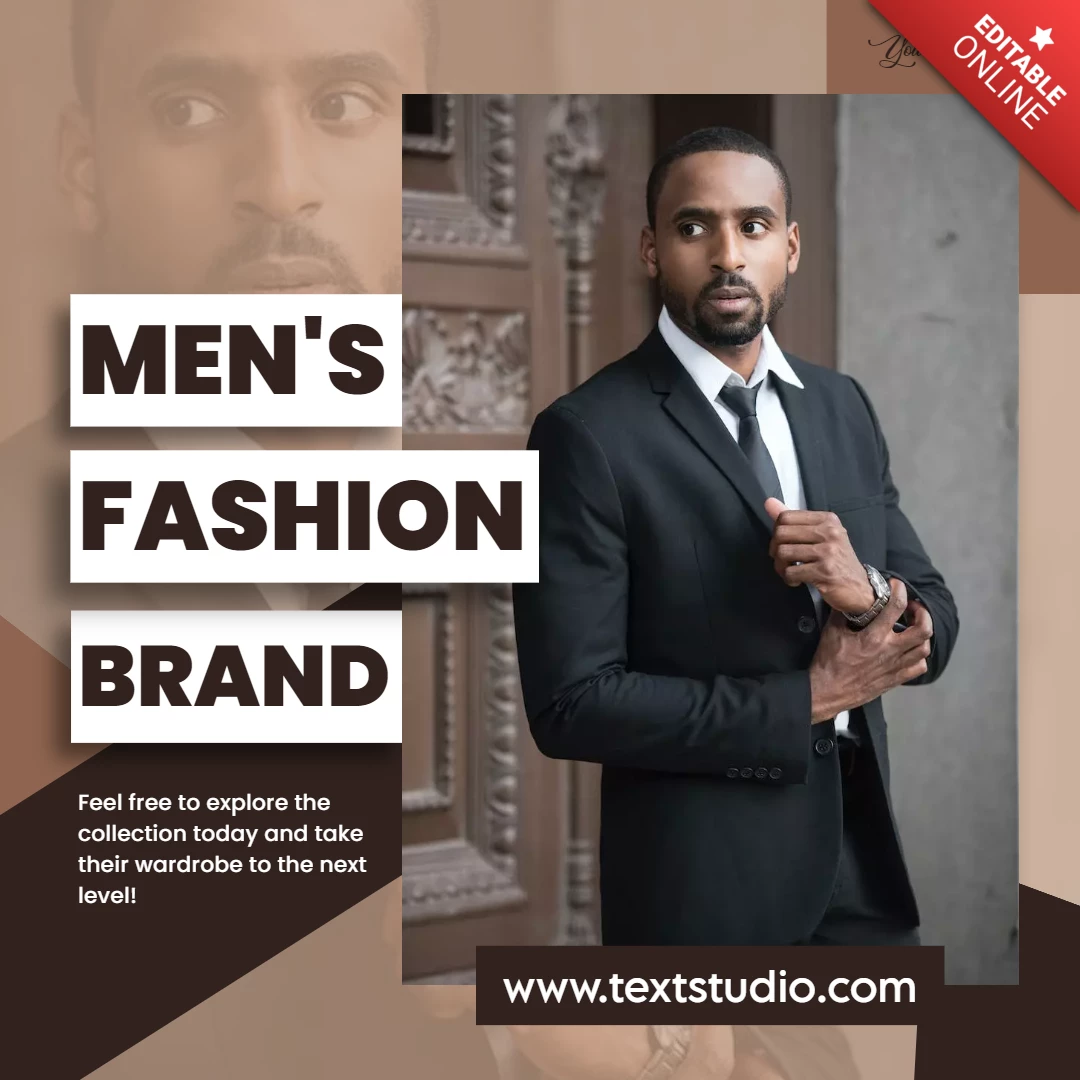 EDITABLE
ONLINE
MEN'S
FASHION
BRAND
Feel free to explore the
collection today and take
their wardrobe to the next
level!
www.textstudio.com